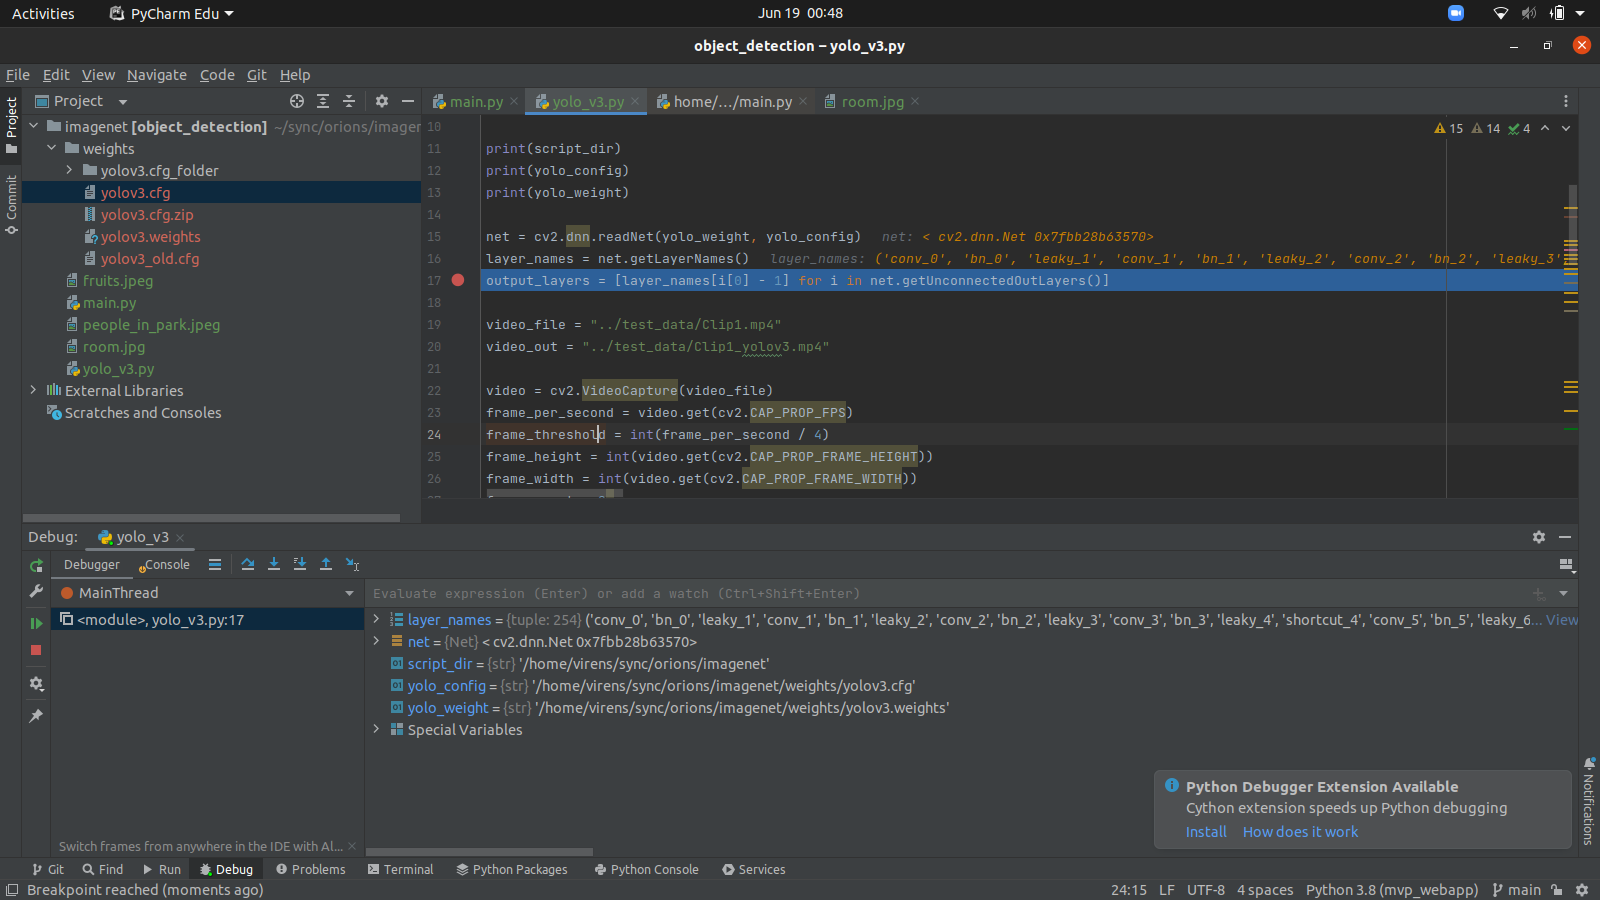 Activities
PyCharm Edu
Jun 19 00:48
object_detection – yolo_v3.py
File Edit View Navigate Code Git Help
Project
main.py
yolo_v3.py
home/.../main.py
room.jpg
Project
Commit
imagenet [object_detection] ~/sync/orions/imagen
weights
yolov3.cfg_folder
yolov3.cfg
yolov3.cfg.zip
yolov3.weights
yolov3_old.cfg
fruits.jpeg
main.py
people_in_park.jpeg
room.jpg
yolo_v3.py
External Libraries
Scratches and Consoles
15 14 4
10
11 print(script_dir)
12 print(yolo_config)
13 print(yolo_weight)
14
15 net = cv2.dnn.readNet(yolo_weight, yolo_config) net: < cv2.dnn.Net 0x7fbb28b63570>
16 layer_names = net.getLayerNames() layer_names: ('conv_0', 'bn_0', 'leaky_1', 'conv_1', 'bn_1', 'leaky_2', 'conv_2', 'bn_2', 'leaky_3'
17 output_layers = [layer_names[i[0] - 1] for i in net.getUnconnectedOutLayers()]
18
19 video_file = "../test_data/Clip1.mp4"
20 video_out = "../test_data/Clip1_yolov3.mp4"
21
22 video = cv2.VideoCapture(video_file)
23 frame_per_second = video.get(cv2.CAP_PROP_FPS)
24 frame_threshold = int(frame_per_second / 4)
25 frame_height = int(video.get(cv2.CAP_PROP_FRAME_HEIGHT))
26 frame_width = int(video.get(cv2.CAP_PROP_FRAME_WIDTH))
Debug: yolo_v3
Debugger Console
MainThread
Evaluate expression (Enter) or add a watch (Ctrl+Shift+Enter)
<module>, yolo_v3.py:17
layer_names = {tuple: 254} ('conv_0', 'bn_0', 'leaky_1', 'conv_1', 'bn_1', 'leaky_2', 'conv_2', 'bn_2', 'leaky_3', 'conv_3', 'bn_3', 'leaky_4', 'shortcut_4', 'conv_5', 'bn_5', 'leaky_6... View
net = {Net} < cv2.dnn.Net 0x7fbb28b63570>
script_dir = {str} '/home/virens/sync/orions/imagenet'
yolo_config = {str} '/home/virens/sync/orions/imagenet/weights/yolov3.cfg'
yolo_weight = {str} '/home/virens/sync/orions/imagenet/weights/yolov3.weights'
Special Variables
Python Debugger Extension Available
Cython extension speeds up Python debugging
Install How does it work
Notifications
Switch frames from anywhere in the IDE with Al...
Git Find Run Debug Problems Terminal Python Packages Python Console Services
Breakpoint reached (moments ago)
24:15 LF UTF-8 4 spaces Python 3.8 (mvp_webapp) main